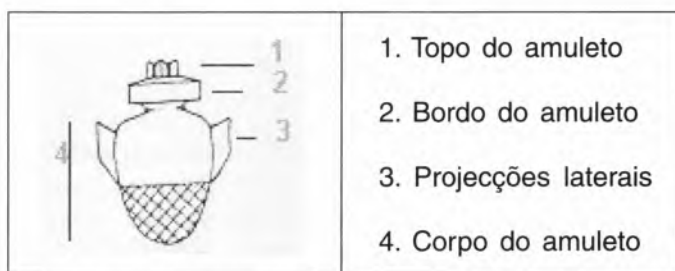 1
2
3
4
1. Topo do amuleto
2. Bordo do amuleto
3. Projecções laterais
4. Corpo do amuleto